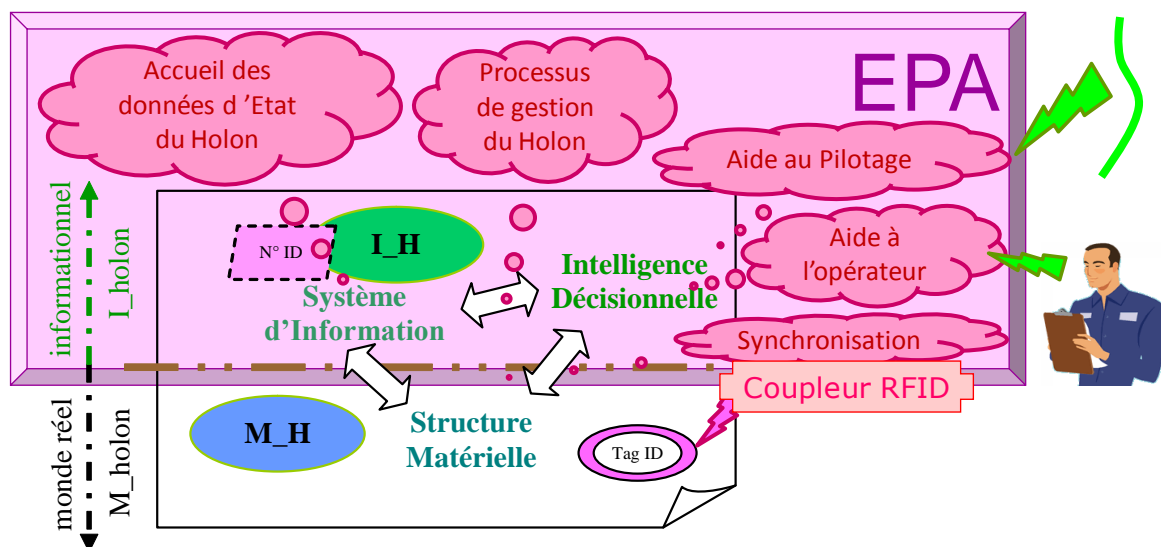 Accueil des
données d 'Etat
du Holon
Processus
de gestion
du Holon
EPA
Aide au Pilotage
N° ID
I_H
Aide à
l'opérateur
Intelligence
Décisionnelle
Système
d'Information
Synchronisation
Coupleur RFID
M_H
Structure
Matérielle
Tag ID
informationnel
I_holon
monde réel
M_holon